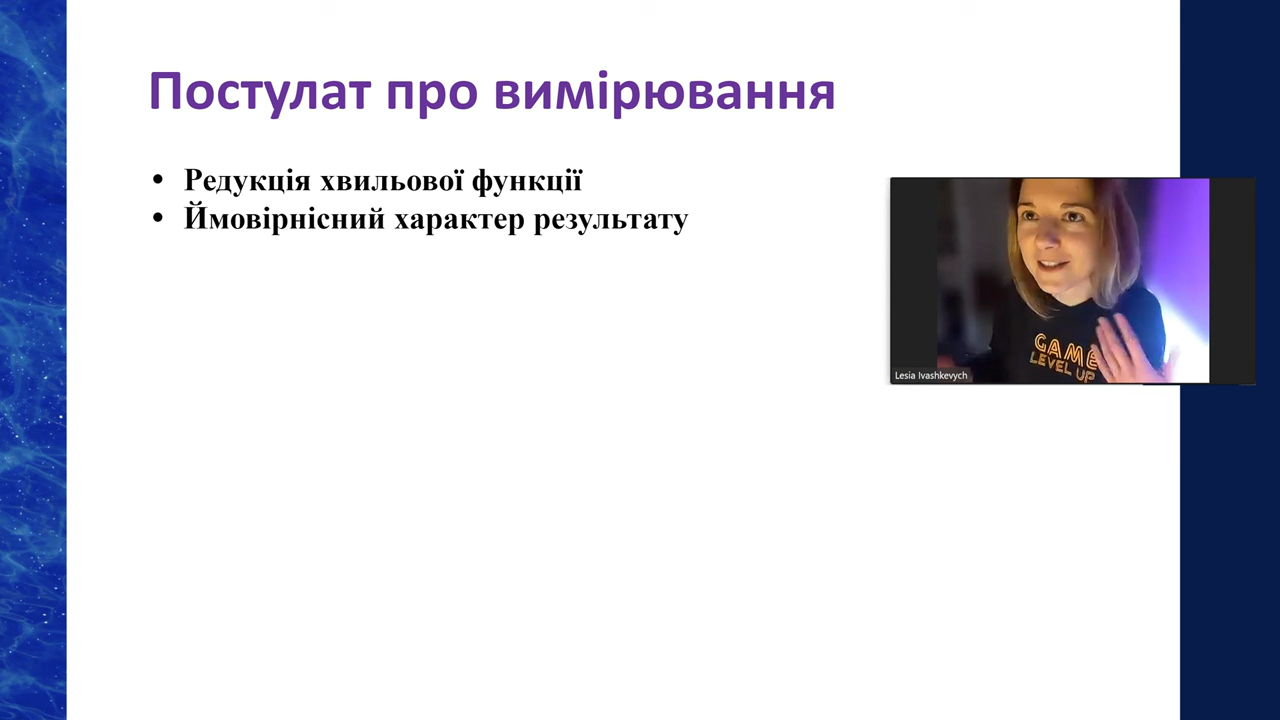 Постулат про вимірювання
• Редукція хвильової функції
• Ймовірнісний характер результату
GAME
LEVEL UP
Lesia Ivashkevych